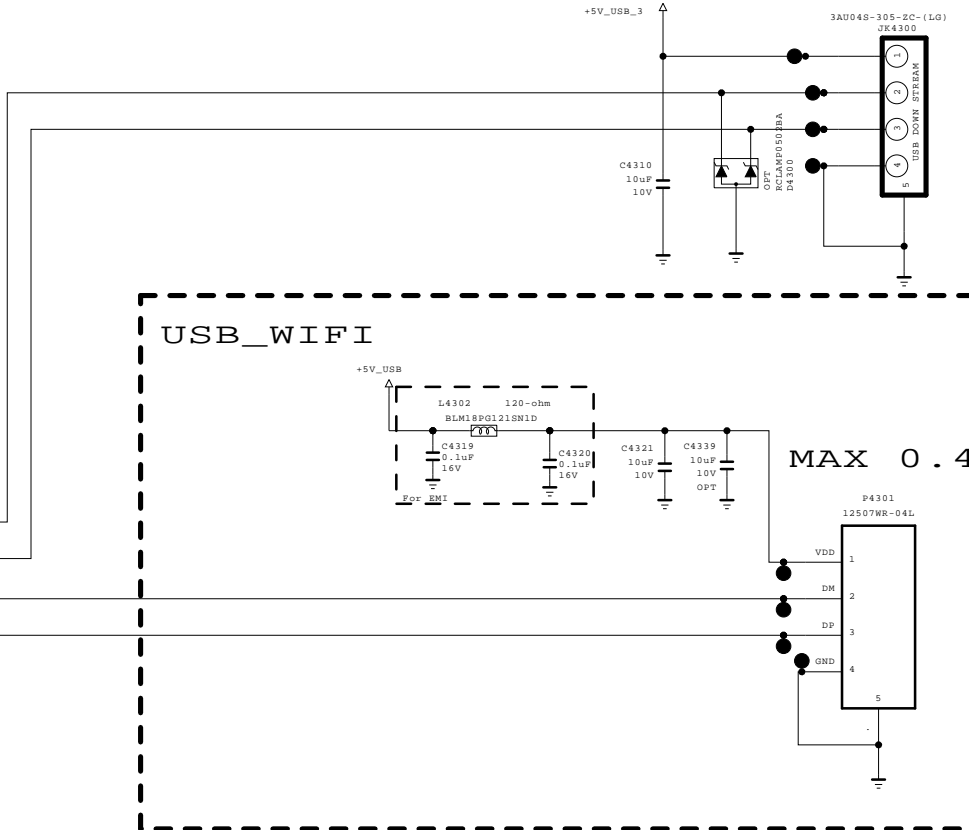 +5V_USB_3
3AU04S-305-ZC-(LG)
JK4300
1
2
3
4
5
USB DOWN STREAM
C4310
10uF
10V
OPT
RCLAMP0502BA
D4300
USB_WIFI
+5V_USB
L4302 120-ohm
BLM18PG121SN1D
C4319
0.1uF
16V
C4320
0.1uF
16V
For EMI
C4321
10uF
10V
C4339
10uF
10V
OPT
MAX 0.4
P4301
12507WR-04L
VDD
1
DM
2
DP
3
GND
4
5
.